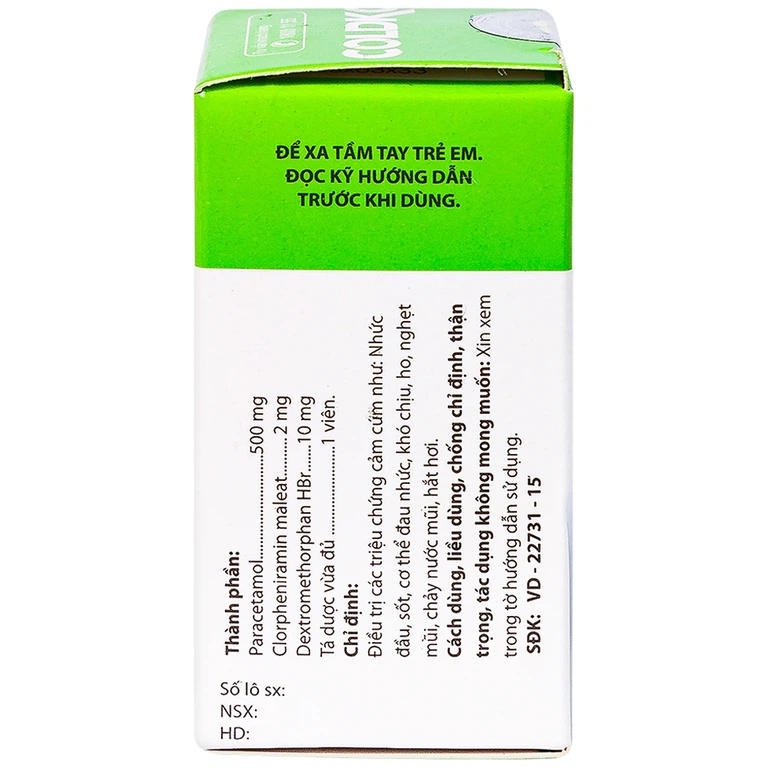 COLDK
ĐỂ XA TẦM TAY TRẺ EM.
ĐỌC KỸ HƯỚNG DẪN
TRƯỚC KHI DÙNG.
Thành phần:
Paracetamol........................500 mg
Clorpheniramin maleat........2 mg
Dextromethorphan HBr......10 mg
Tá dược vừa đủ ....................1 viên.
Chỉ định:
Điều trị các triệu chứng cảm cúm như: Nhức
đầu, sốt, cơ thể đau nhức, khó chịu, ho, nghẹt
mũi, chảy nước mũi, hắt hơi.
Cách dùng, liều dùng, chống chỉ định, thận
trọng, tác dụng không mong muốn: Xin xem
trong tờ hướng dẫn sử dụng.
SĐK: VD - 22731 - 15
Số lô sx:
NSX:
HD: